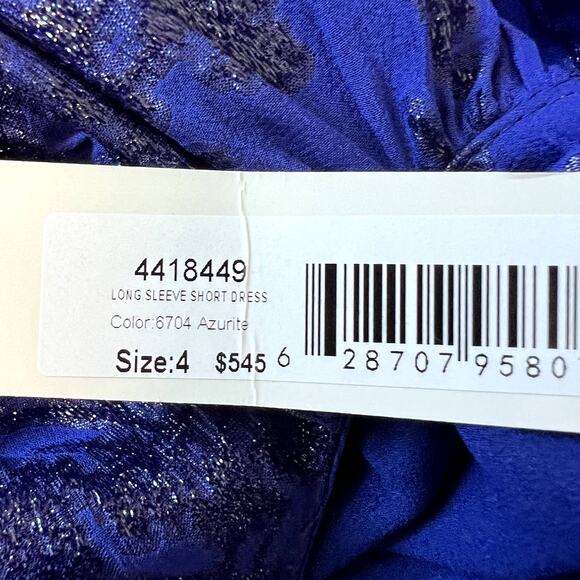 4418449
LONG SLEEVE SHORT DRESS
Color:6704 Azurite
Size:4 $545
6 28707 9580